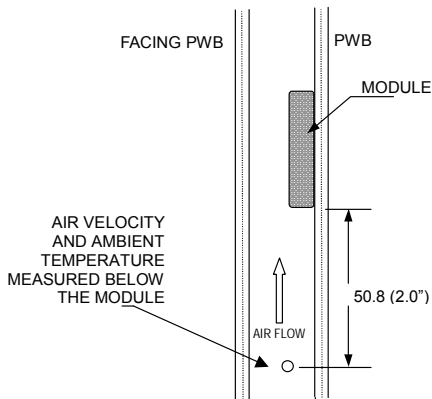 FACING PWB
PWB
MODULE
AIR VELOCITY
AND AMBIENT
TEMPERATURE
MEASURED BELOW
THE MODULE
50.8 (2.0”)
AIR FLOW